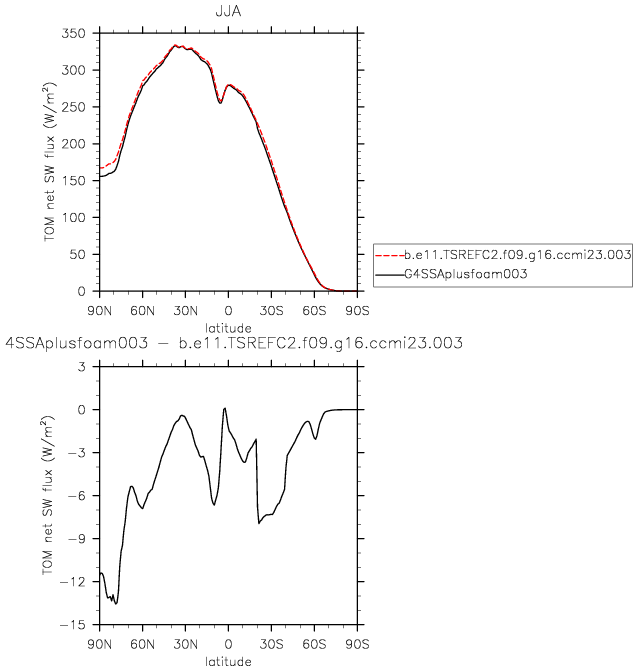 JJA
TOM net SW flux (W/m²)
350
300
250
200
150
100
50
0
90N 60N 30N 0 30S 60S 90S
latitude
b.e11.TSREFC2.f09.g16.ccmi23.003
G4SSAplusfoam003
4SSAplusfoam003 − b.e11.TSREFC2.f09.g16.ccmi23.003
TOM net SW flux (W/m²)
3
0
−3
−6
−9
−12
−15
90N 60N 30N 0 30S 60S 90S
latitude